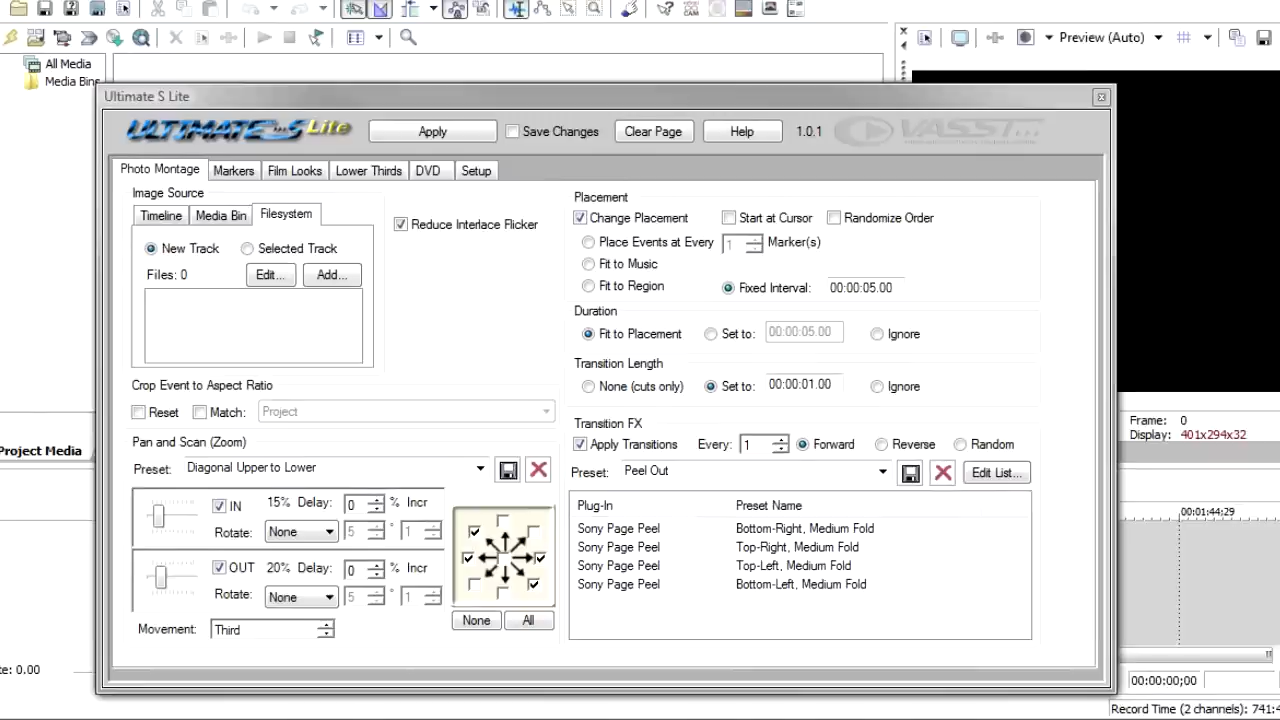 Preview (Auto)
All Media
Media Bins
Ultimate S Lite
ULTIMATE S Lite
Apply
Save Changes
Clear Page
Help
1.0.1
VASST
Photo Montage
Markers
Film Looks
Lower Thirds
DVD
Setup
Image Source
Timeline
Media Bin
Filesystem
New Track
Selected Track
Files: 0
Edit...
Add...
Reduce Interlace Flicker
Crop Event to Aspect Ratio
Reset
Match:
Project
Pan and Scan (Zoom)
Preset:
Diagonal Upper to Lower
IN
15% Delay:
0
% Incr
Rotate:
None
5
°
1
OUT
20% Delay:
0
% Incr
Rotate:
None
5
°
1
Movement:
Third
None
All
Placement
Change Placement
Start at Cursor
Randomize Order
Place Events at Every
1
Marker(s)
Fit to Music
Fit to Region
Fixed Interval:
00:00:05.00
Duration
Fit to Placement
Set to:
00:00:05.00
Ignore
Transition Length
None (cuts only)
Set to:
00:00:01.00
Ignore
Transition FX
Apply Transitions
Every:
1
Forward
Reverse
Random
Preset:
Peel Out
Edit List...
Plug-In Preset Name
Sony Page Peel Bottom-Right, Medium Fold
Sony Page Peel Top-Right, Medium Fold
Sony Page Peel Top-Left, Medium Fold
Sony Page Peel Bottom-Left, Medium Fold
Project Media
te: 0.00
Frame: 0
Display: 401x294x32
00:01:44:29
00:00:00;00
Record Time (2 channels): 741:4